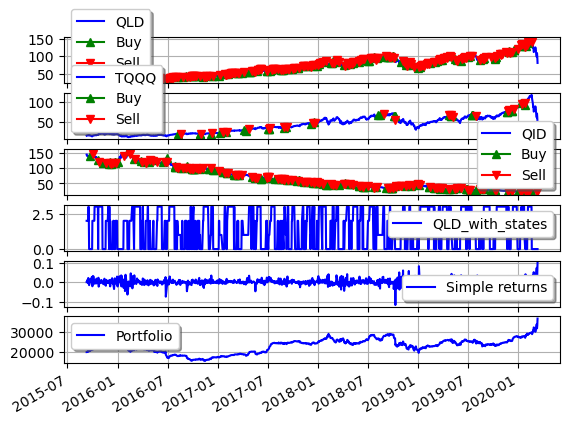 QLD
Buy
Sell
150
100
50
TQQQ
Buy
Sell
100
50
QID
Buy
Sell
150
100
50
QLD_with_states
2.5
0.0
Simple returns
0.1
0.0
−0.1
Portfolio
30000
20000
2015-07
2016-01
2016-07
2017-01
2017-07
2018-01
2018-07
2019-01
2019-07
2020-01